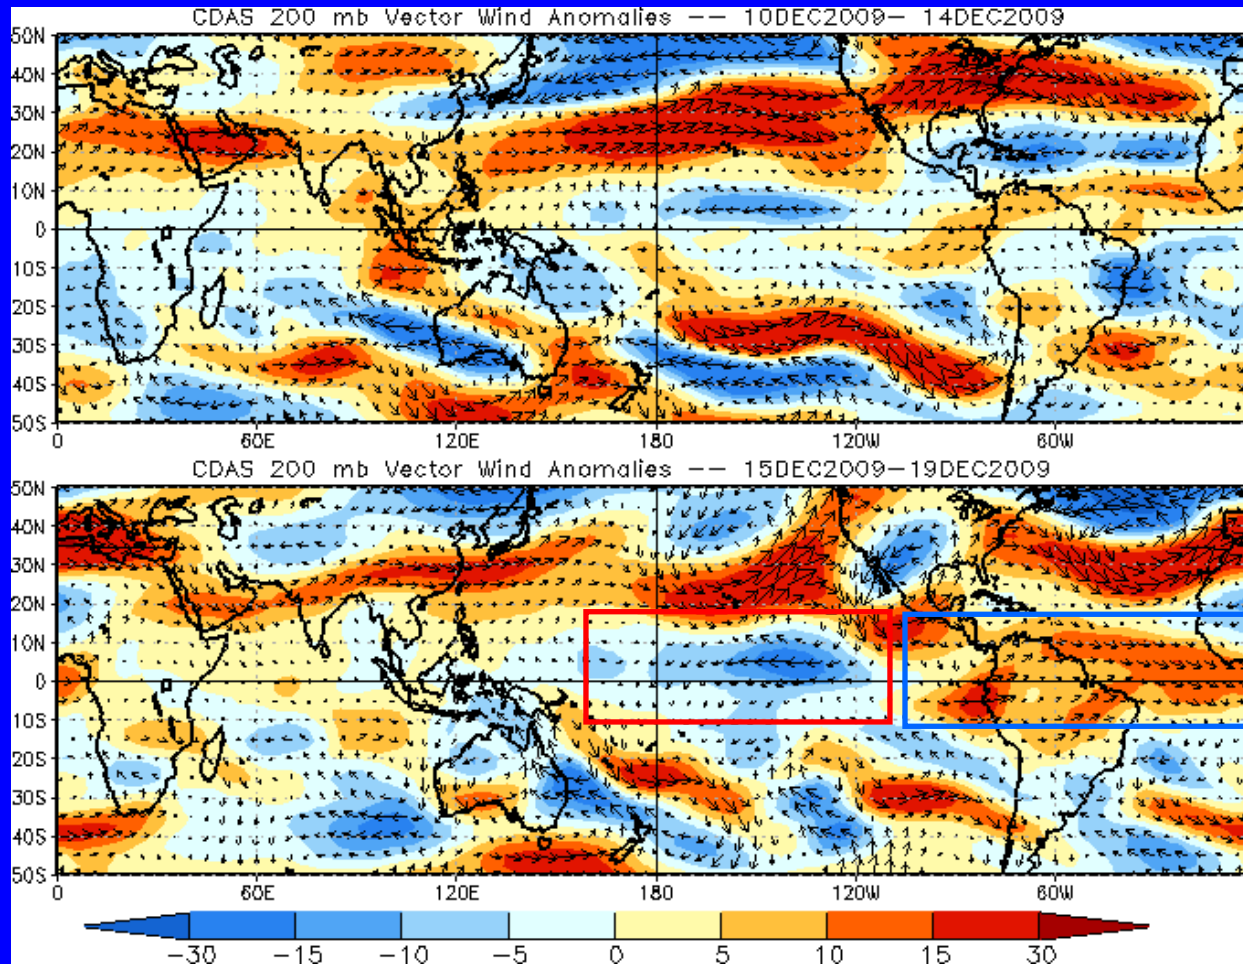 CDAS 200 mb Vector Wind Anomalies -- 10DEC2009- 14DEC2009
50N
40N
30N
20N
10N
0
10S
20S
30S
40S
50S
0 60E 120E 180 120W 60W
CDAS 200 mb Vector Wind Anomalies -- 15DEC2009-19DEC2009
50N
40N
30N
20N
10N
0
10S
20S
30S
40S
50S
0 60E 120E 180 120W 60W
-30 -15 -10 -5 0 5 10 15 30